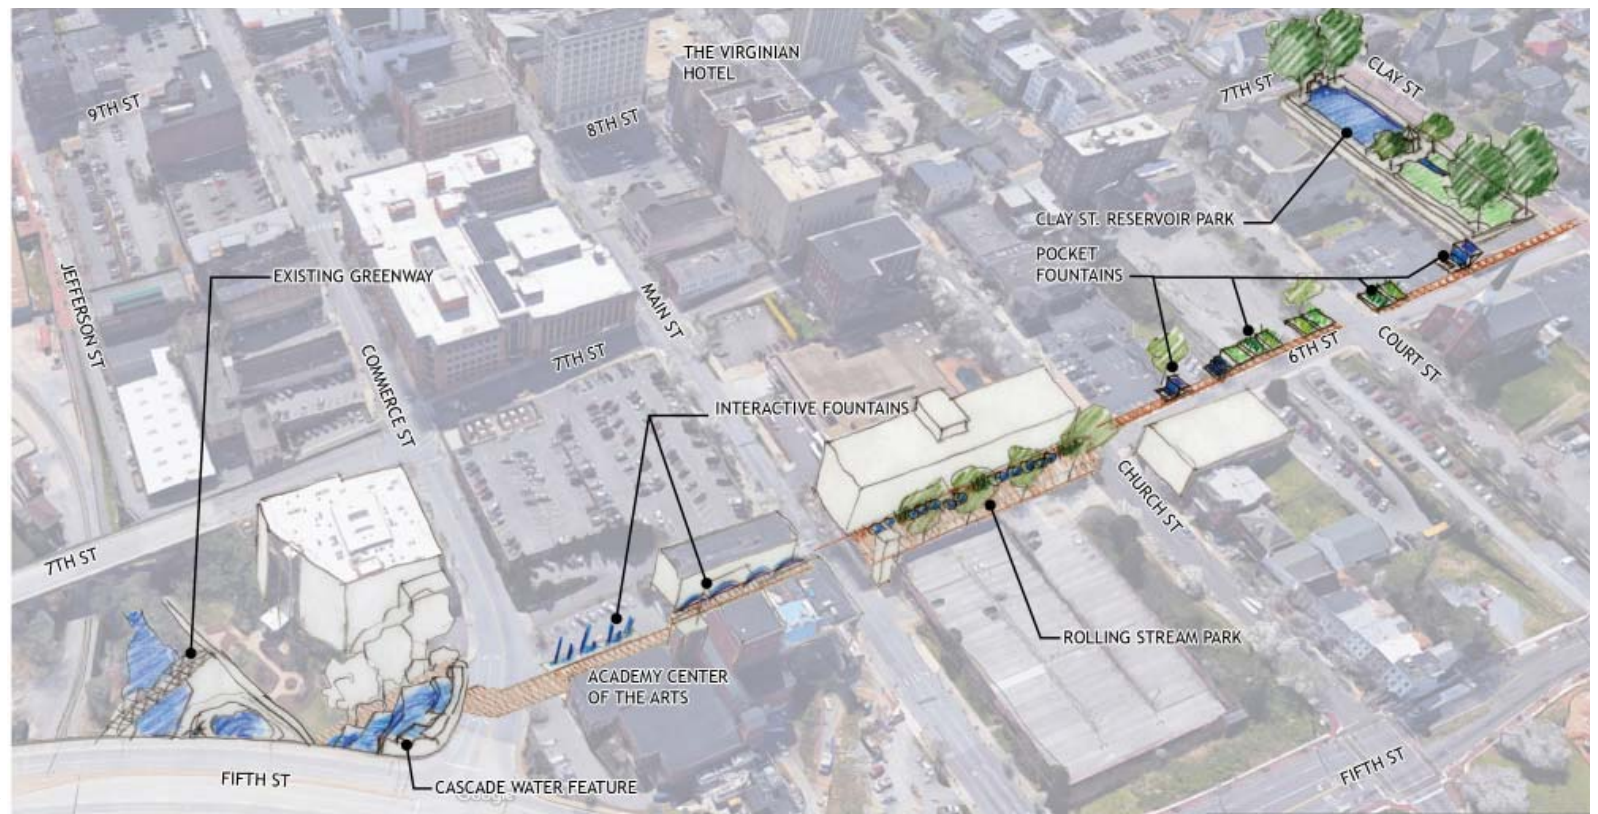 THE VIRGINIAN
HOTEL
9TH ST
8TH ST
7TH ST
CLAY ST
CLAY ST. RESERVOIR PARK
POCKET
FOUNTAINS
EXISTING GREENWAY
JEFFERSON ST
MAIN ST
COMMERCE ST
7TH ST
6TH ST
COURT ST
INTERACTIVE FOUNTAINS
CHURCH ST
7TH ST
ROLLING STREAM PARK
ACADEMY CENTER
OF THE ARTS
FIFTH ST
FIFTH ST
CASCADE WATER FEATURE
Google